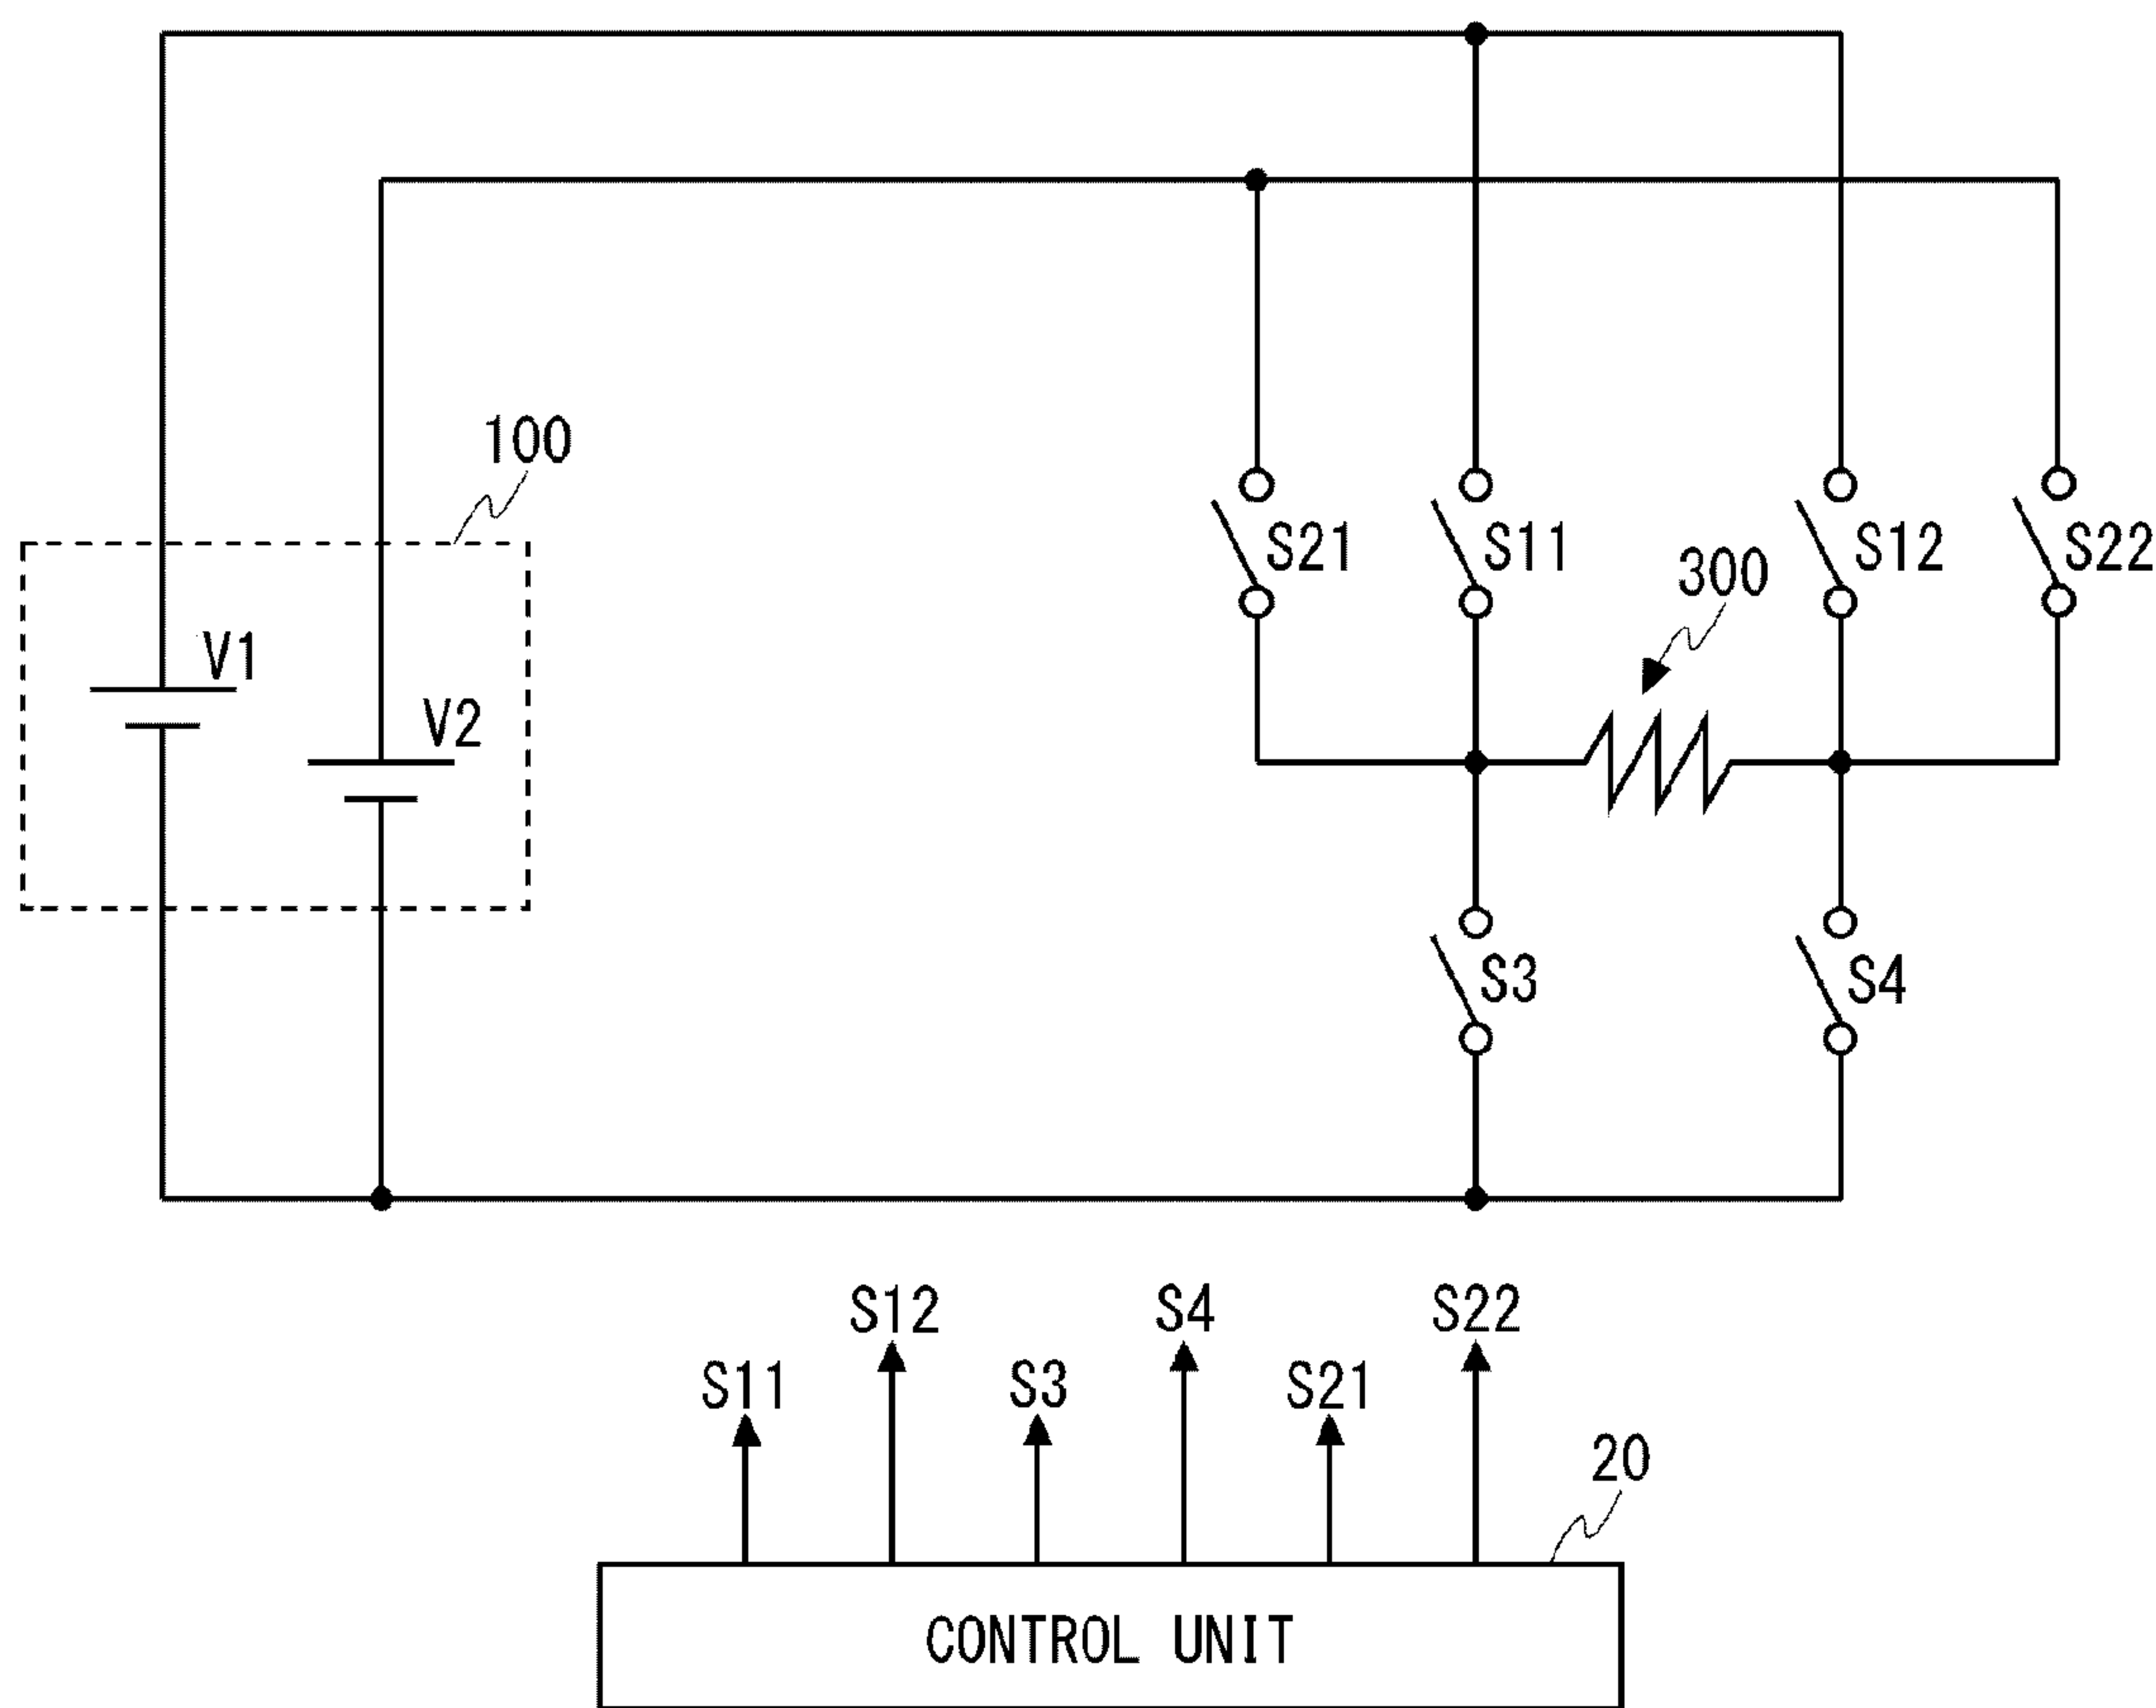 100
S21
S11
S12
S22
300
V1
V2
S3
S4
S12
S4
S22
S11
S3
S21
20
CONTROL UNIT